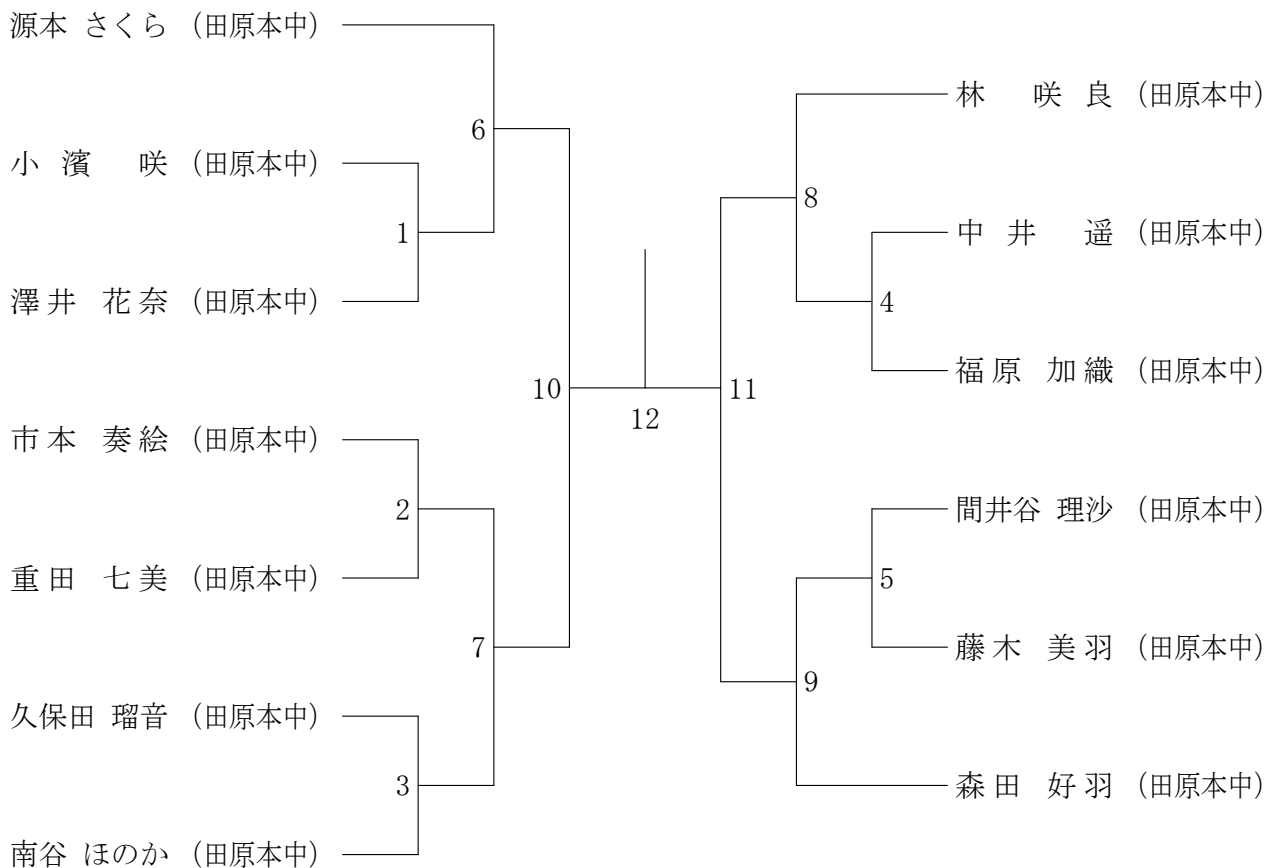 源本 さくら （田原本中）
小 濱 咲 （田原本中）
澤井 花奈 （田原本中）
市本 奏絵 （田原本中）
重田 七美 （田原本中）
久保田 瑠音 （田原本中）
南谷 ほのか （田原本中）
6
1
10
2
7
3
12
林 咲良 （田原本中）
中井 遥 （田原本中）
福原 加織 （田原本中）
間井谷 理沙 （田原本中）
藤木 美羽 （田原本中）
森田 好羽 （田原本中）
8
4
11
5
9